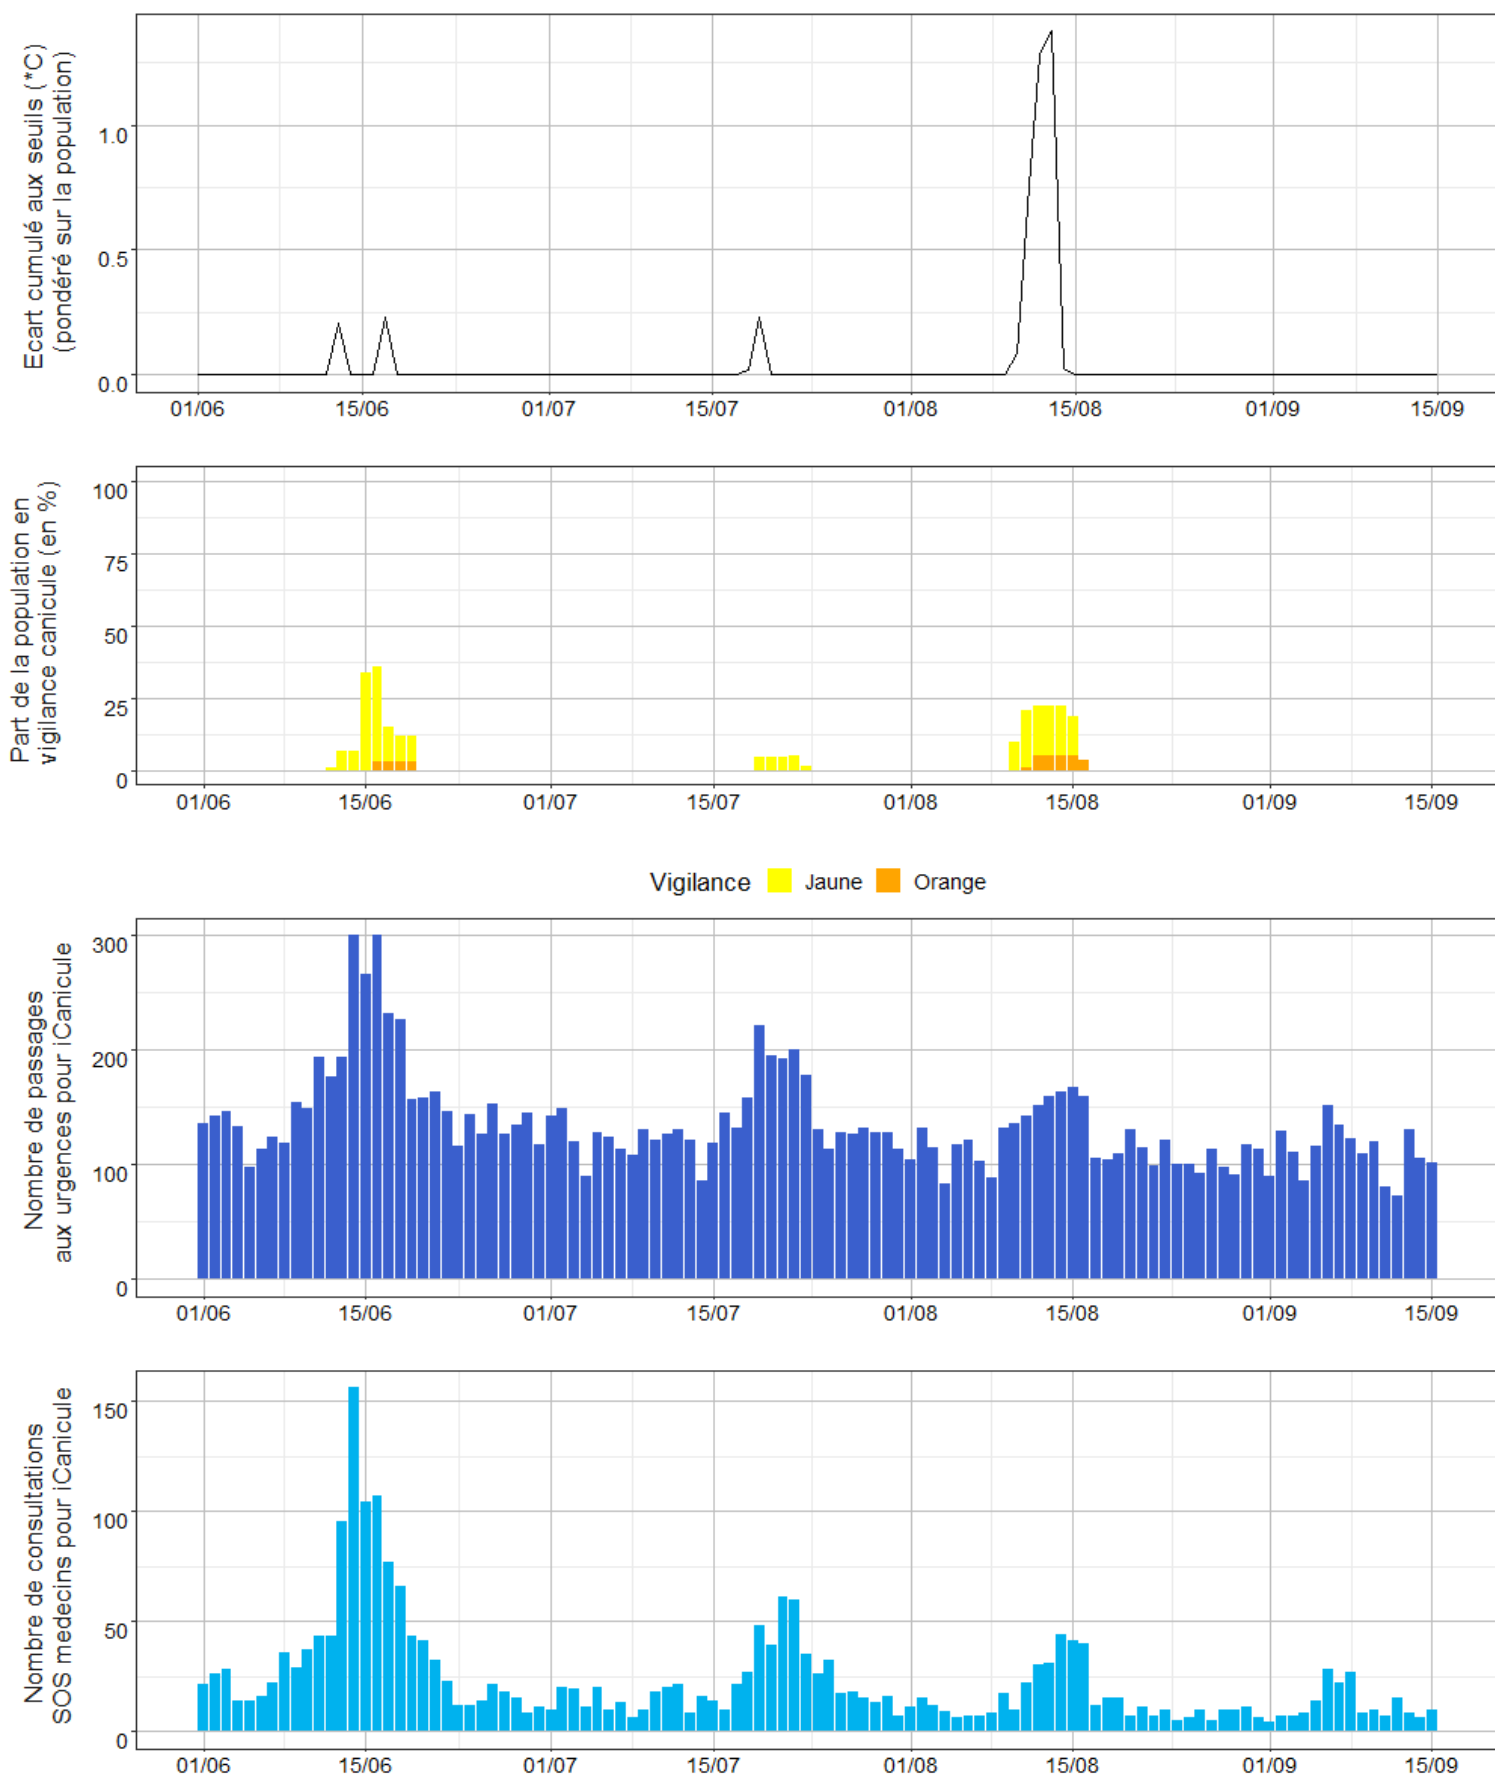 Ecart cumulé aux seuils (*C)
(pondéré sur la population)
1.0
0.5
0.0
01/06 15/06 01/07 15/07 01/08 15/08 01/09 15/09
Part de la population en
vigilance canicule (en %)
100
75
50
25
0
01/06 15/06 01/07 15/07 01/08 15/08 01/09 15/09
Vigilance Jaune Orange
Nombre de passages
aux urgences pour iCanicule
300
200
100
0
01/06 15/06 01/07 15/07 01/08 15/08 01/09 15/09
Nombre de consultations
SOS medecins pour iCanicule
150
100
50
0
01/06 15/06 01/07 15/07 01/08 15/08 01/09 15/09